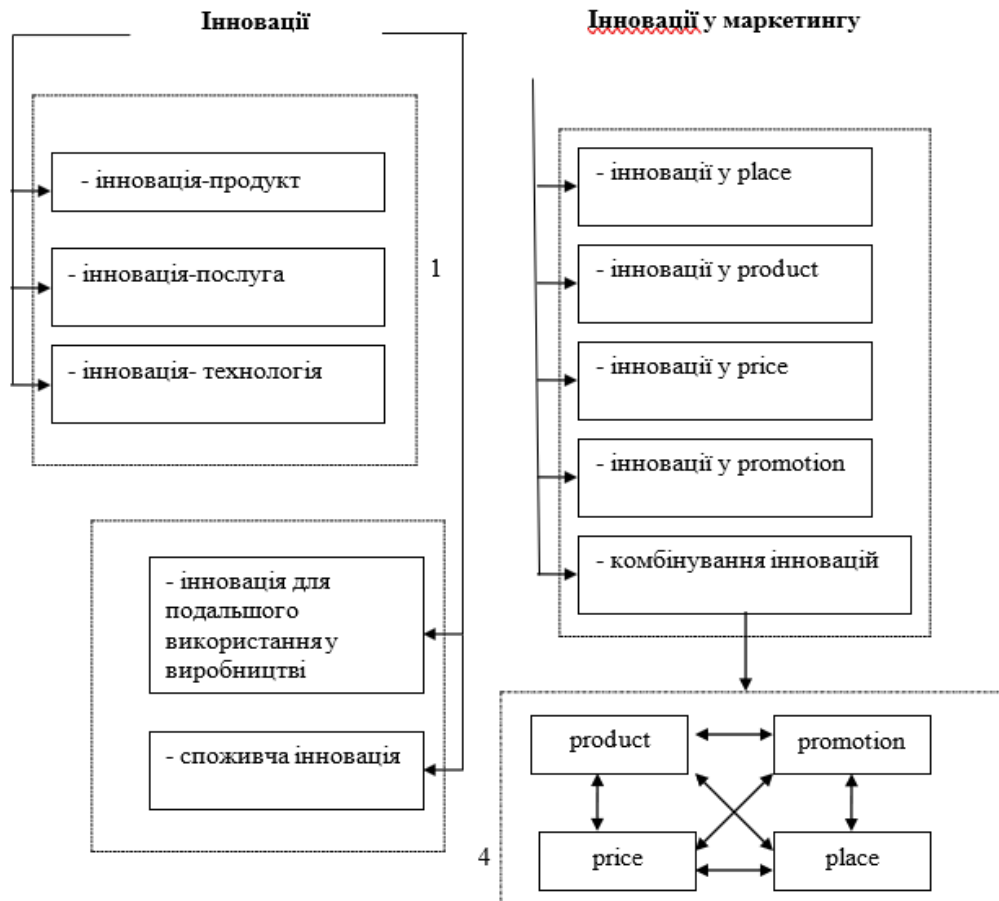 Інновації
- інновація-продукт
- інновація-послуга
- інновація- технологія
1
- інновація для
подальшого
використання у
виробництві
- споживча інновація
Інновації у маркетингу
- інновації у place
- інновації у product
- інновації у price
- інновації у promotion
- комбінування інновацій
4
product
promotion
price
place